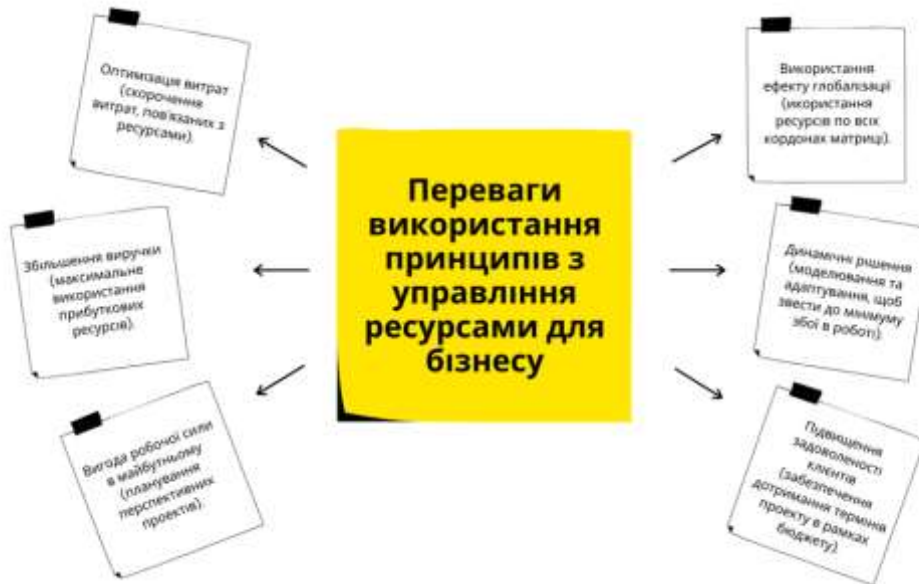 Оптимізація витрат
(скорочення
витрат, пов'язаних з
ресурсами).
Збільшення виручки
(максимальне
використання
прибуткових
ресурсів).
Вигода робочої сили
в майбутньому
(планування
перспективних
проектів).
Переваги
використання
принципів з
управління
ресурсами для
бізнесу
Використання
ефекту глобалізації
(икористання
ресурсів по всіх
кордонах матриці).
Динамічні рішення
(моделювання та
адаптування, щоб
звести до мінімуму
збої в роботі).
Підвищення
задоволеності
клієнтів
(забезпечення
дотримання термінів
проекту в рамках
бюджету)